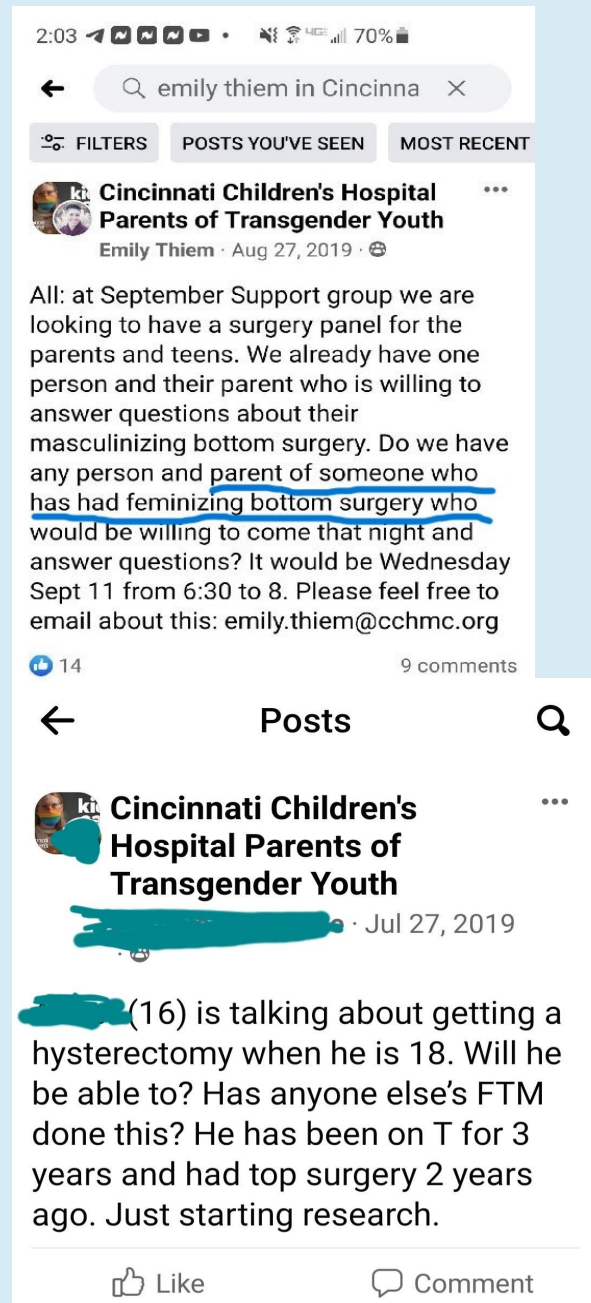 2:03 70%
emily thiem in Cincinna
FILTERS POSTS YOU'VE SEEN MOST RECENT
Cincinnati Children's Hospital
Parents of Transgender Youth
Emily Thiem · Aug 27, 2019 ·
All: at September Support group we are
looking to have a surgery panel for the
parents and teens. We already have one
person and their parent who is willing to
answer questions about their
masculinizing bottom surgery. Do we have
any person and parent of someone who
has had feminizing bottom surgery who
would be willing to come that night and
answer questions? It would be Wednesday
Sept 11 from 6:30 to 8. Please feel free to
email about this: emily.thiem@cchmc.org
14 9 comments
Posts
Cincinnati Children's
Hospital Parents of
Transgender Youth
· Jul 27, 2019
(16) is talking about getting a
hysterectomy when he is 18. Will he
be able to? Has anyone else's FTM
done this? He has been on T for 3
years and had top surgery 2 years
ago. Just starting research.
Like Comment